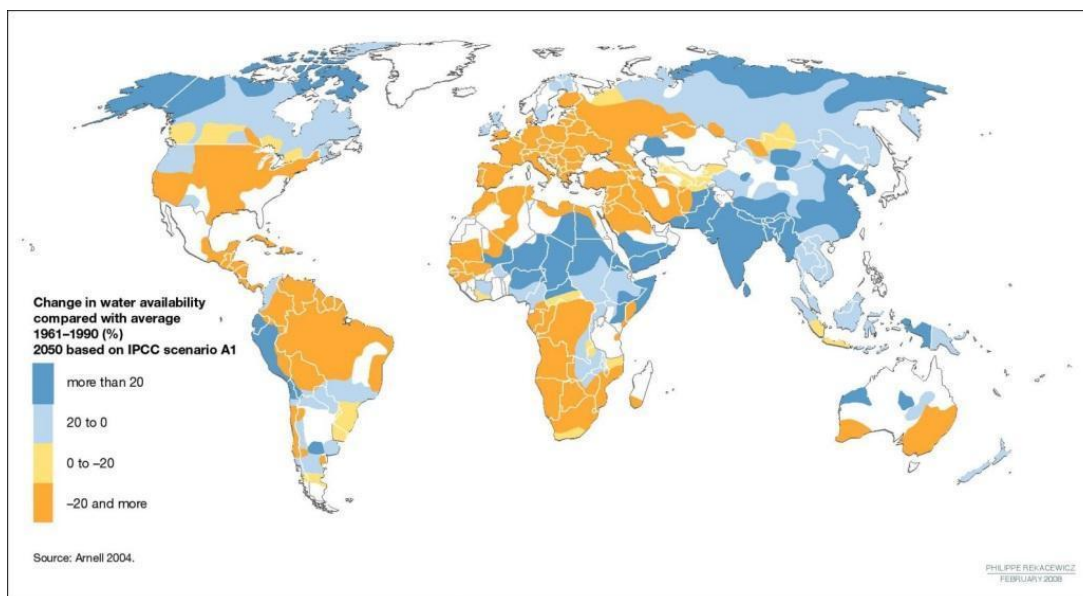 Change in water availability
compared with average
1961–1990 (%)
2050 based on IPCC scenario A1
more than 20
20 to 0
0 to –20
–20 and more
Source: Arnell 2004.
PHILIPPE REKACEWICZ
FEBRUARY 2008